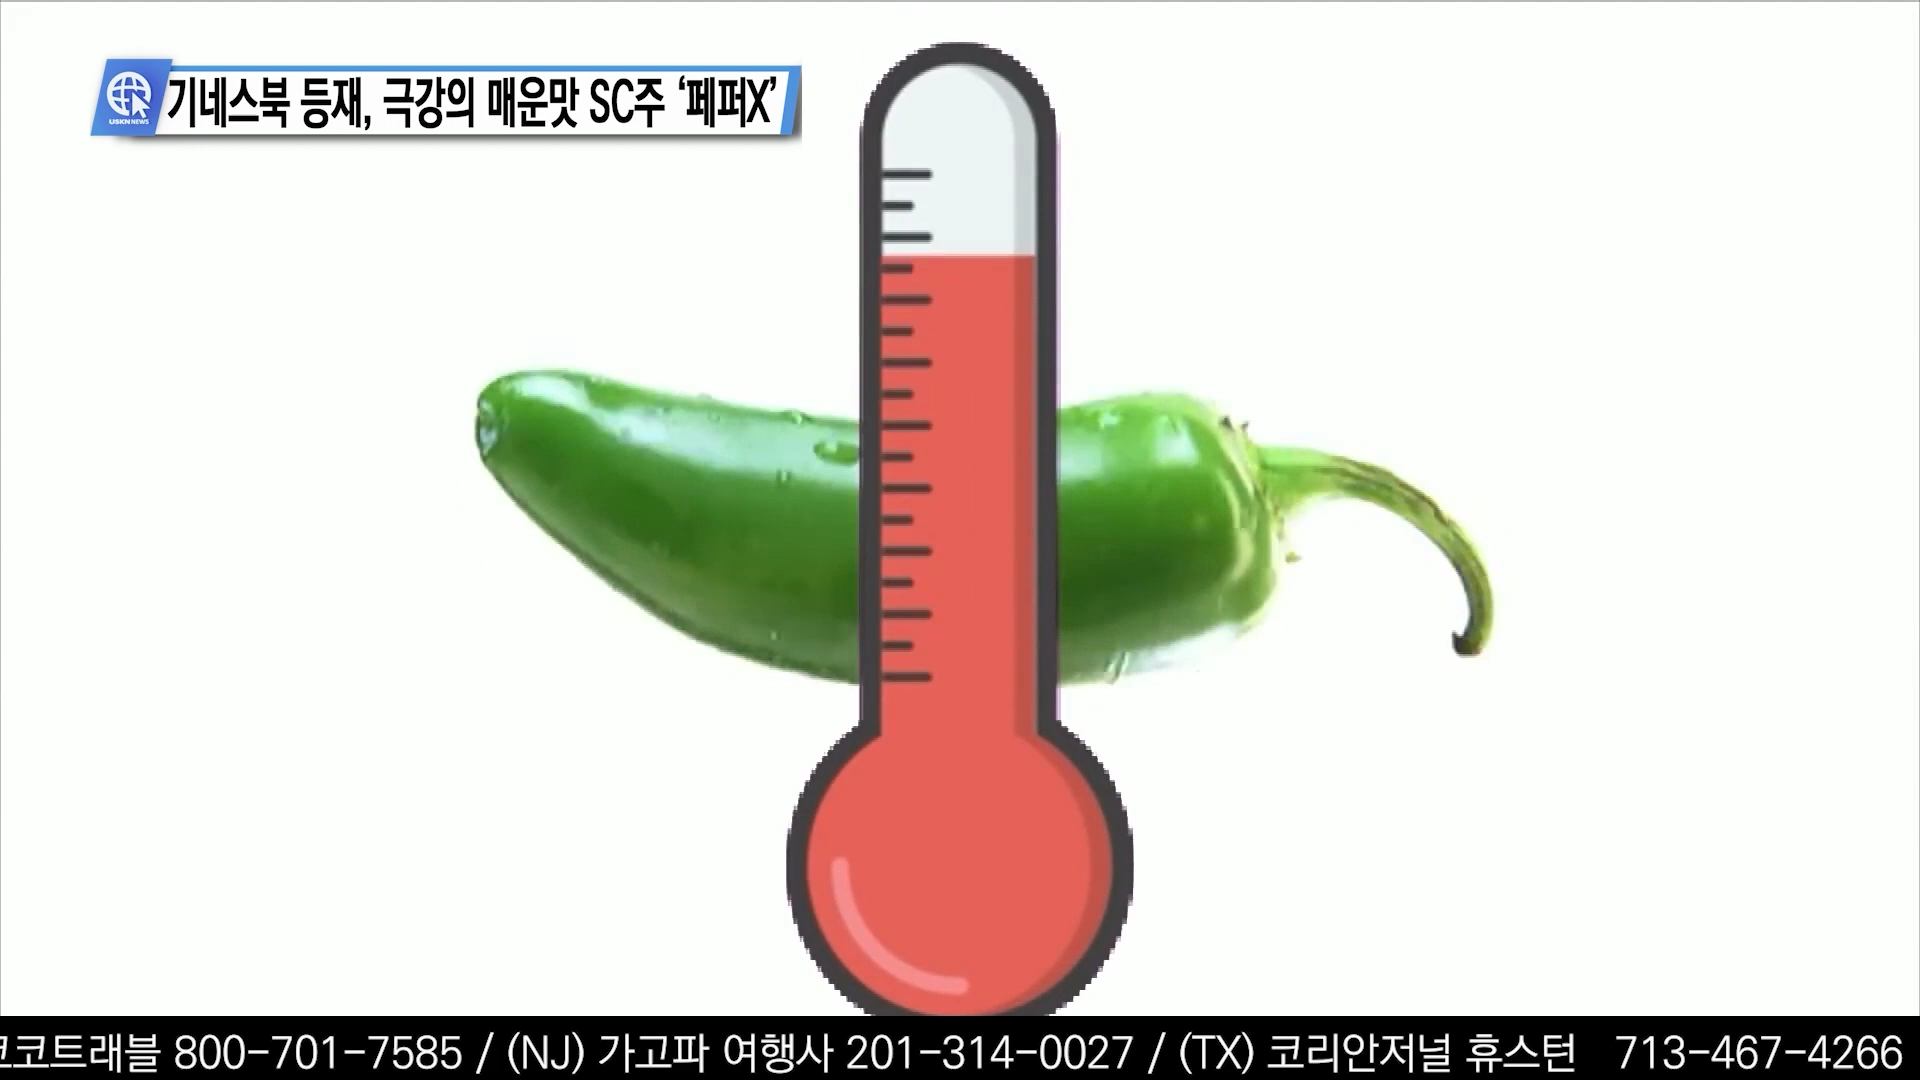 기네스북 등재, 극강의 매운맛 SC주 ‘페퍼X’
USKN NEWS
코코트래블 800-701-7585 / (NJ) 가고파 여행사 201-314-0027 / (TX) 코리안저널 휴스턴 713-467-4266